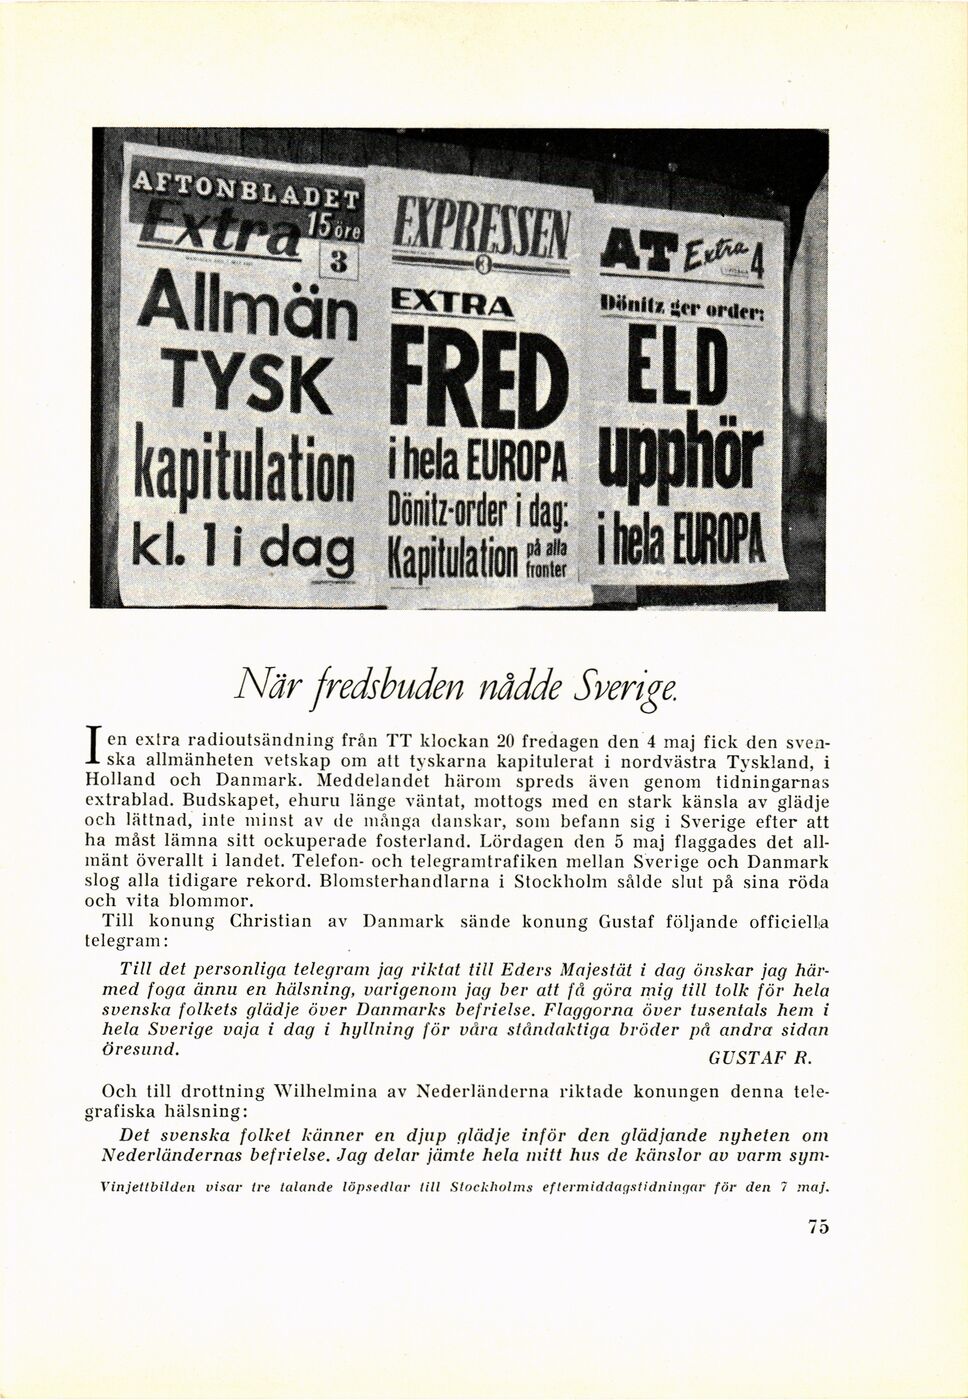 AFTONBLADET
Extra
15 öre
3
Allmän
TYSK
kapitulation
kl. 1 i dag
EXPRESSEN
3
EXTRA
FRED
i hela EUROPA
Dönitz-order i dag:
Kapitulation på alla fronter
AT Extra 4
Dönitz ger order:
ELD
upphör
i hela EUROPA
När fredsbuden nådde Sverige.
I en extra radioutsändning från TT klockan 20 fredagen den 4 maj fick den sven-
ska allmänheten vetskap om att tyskarna kapitulerat i nordvästra Tyskland, i
Holland och Danmark. Meddelandet härom spreds även genom tidningarnas
extrablad. Budskapet, ehuru länge väntat, mottogs med en stark känsla av glädje
och lättnad, inte minst av de många danskar, som befann sig i Sverige efter att
ha måst lämna sitt ockuperade fosterland. Lördagen den 5 maj flaggades det all-
mänt överallt i landet. Telefon- och telegramtrafiken mellan Sverige och Danmark
slog alla tidigare rekord. Blomsterhandlarna i Stockholm sålde slut på sina röda
och vita blommor.
Till konung Christian av Danmark sände konung Gustaf följande officiella
telegram:
Till det personliga telegram jag riktat till Eders Majestät i dag önskar jag här-
med foga ännu en hälsning, varigenom jag ber att få göra mig till tolk för hela
svenska folkets glädje över Danmarks befrielse. Flaggorna över tusentals hem i
hela Sverige vaja i dag i hyllning för våra ståndaktiga bröder på andra sidan
Öresund.
GUSTAF R.
Och till drottning Wilhelmina av Nederländerna riktade konungen denna tele-
grafiska hälsning:
Det svenska folket känner en djup glädje inför den glädjande nyheten om
Nederländernas befrielse. Jag delar jämte hela mitt hus de känslor av varm sym-
Vinjettbilden visar tre talande löpsedlar till Stockholms eftermiddagstidningar för den 7 maj.
75